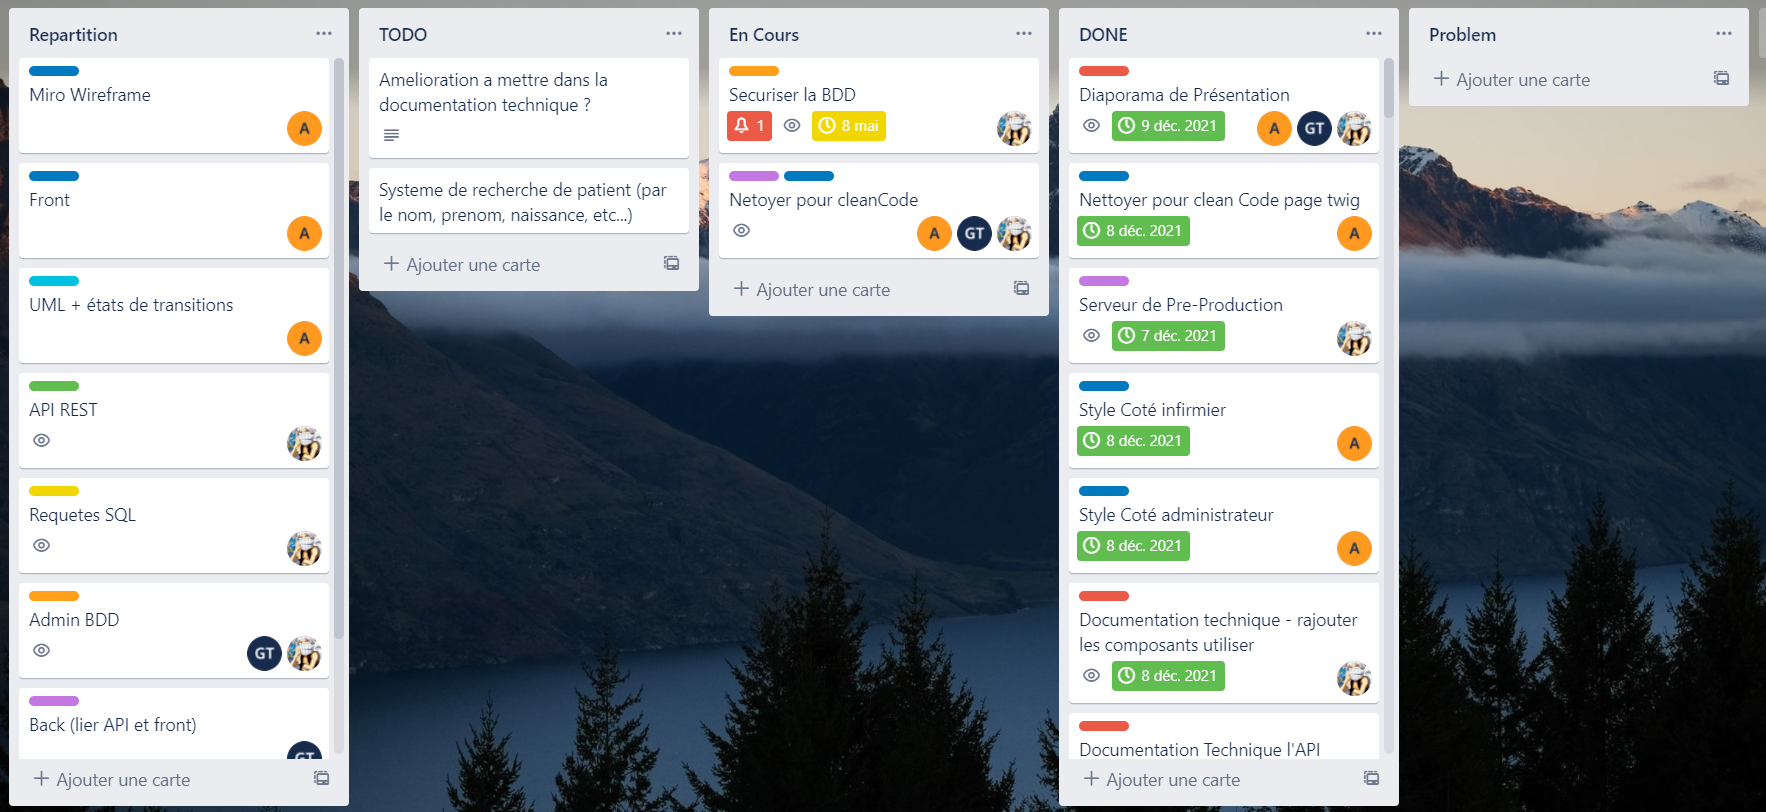 Repartition
Miro Wireframe
A
Front
A
UML + états de transitions
A
API REST
Requetes SQL
Admin BDD
GT
Back (lier API et front)
GT
Ajouter une carte
TODO
Amelioration a mettre dans la
documentation technique ?
Systeme de recherche de patient (par
le nom, prenom, naissance, etc...)
Ajouter une carte
En Cours
Securiser la BDD
1
8 mai
Netoyer pour cleanCode
A GT
Ajouter une carte
DONE
Diaporama de Présentation
9 déc. 2021
A GT
Nettoyer pour clean Code page twig
8 déc. 2021
A
Serveur de Pre-Production
7 déc. 2021
Style Coté infirmier
8 déc. 2021
A
Style Coté administrateur
8 déc. 2021
A
Documentation technique - rajouter
les composants utiliser
8 déc. 2021
Documentation Technique l'API
Ajouter une carte
Problem
Ajouter une carte